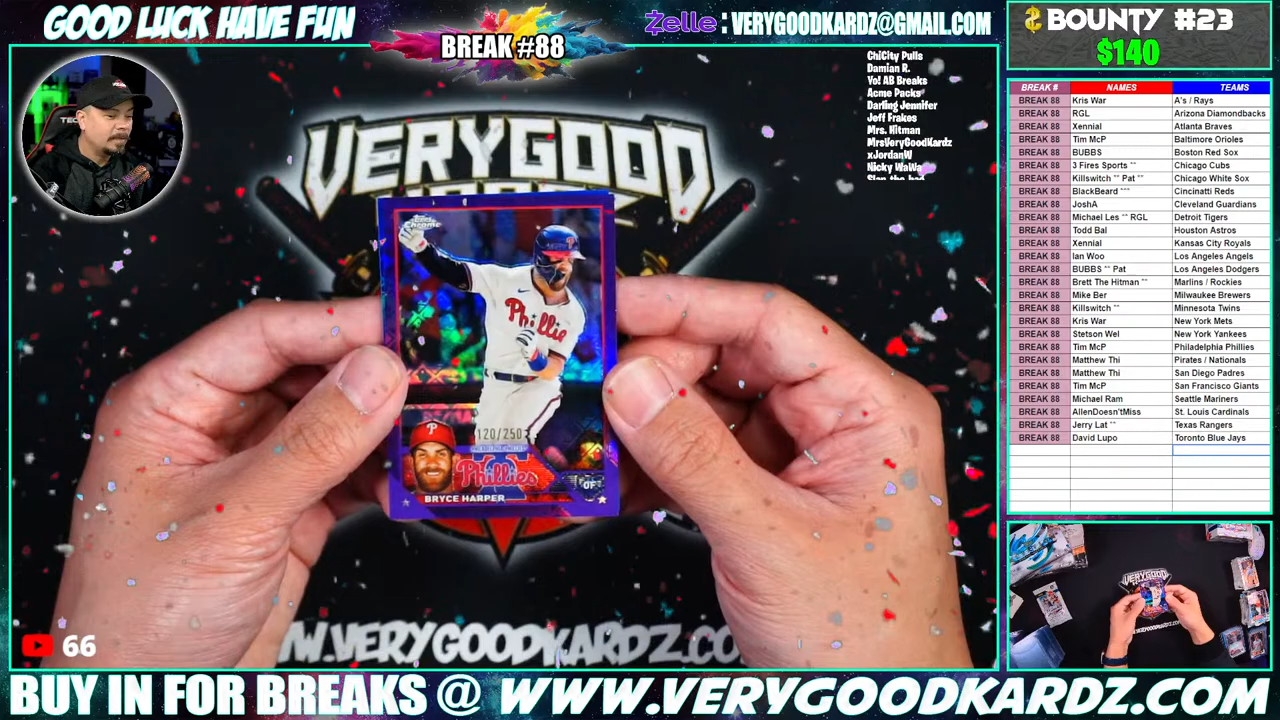 GOOD LUCK HAVE FUN
BREAK #88
Zelle : VERYGOODKARDZ@GMAIL.COM
BOUNTY #23
$140
ChiCity Pulls
Damian R.
Yo! AB Breaks
Acme Packs
Darling Jennifer
Jeff Frakes
Mrs. Hitman
MrsVeryGoodKardz
xJordanW
Nicky WaWa
BREAK # NAMES TEAMS
BREAK 88 Kris War A's / Rays
BREAK 88 RGL Arizona Diamondbacks
BREAK 88 Xennial Atlanta Braves
BREAK 88 Tim McP Baltimore Orioles
BREAK 88 BUBBS Boston Red Sox
BREAK 88 3 Fires Sports ** Chicago Cubs
BREAK 88 Killswitch ** Pat ** Chicago White Sox
BREAK 88 BlackBeard *** Cincinatti Reds
BREAK 88 JoshA Cleveland Guardians
BREAK 88 Michael Les ** RGL Detroit Tigers
BREAK 88 Todd Bal Houston Astros
BREAK 88 Xennial Kansas City Royals
BREAK 88 Ian Woo Los Angeles Angels
BREAK 88 BUBBS ** Pat Los Angeles Dodgers
BREAK 88 Brett The Hitman ** Marlins / Rockies
BREAK 88 Mike Ber Milwaukee Brewers
BREAK 88 Killswitch ** Minnesota Twins
BREAK 88 Kris War New York Mets
BREAK 88 Stetson Wel New York Yankees
BREAK 88 Tim McP Philadelphia Phillies
BREAK 88 Matthew Thi Pirates / Nationals
BREAK 88 Matthew Thi San Diego Padres
BREAK 88 Tim McP San Francisco Giants
BREAK 88 Michael Ram Seattle Mariners
BREAK 88 AllenDoesn'tMiss St. Louis Cardinals
BREAK 88 Jerry Lat ** Texas Rangers
BREAK 88 David Lupo Toronto Blue Jays
VERYGOOD
Chrome
Phillie
120/250
P
Phillies
OF
BRYCE HARPER
W.VERYGOODKARDZ.CO
66
VERYGOOD
BUY IN FOR BREAKS @ WWW.VERYGOODKARDZ.COM